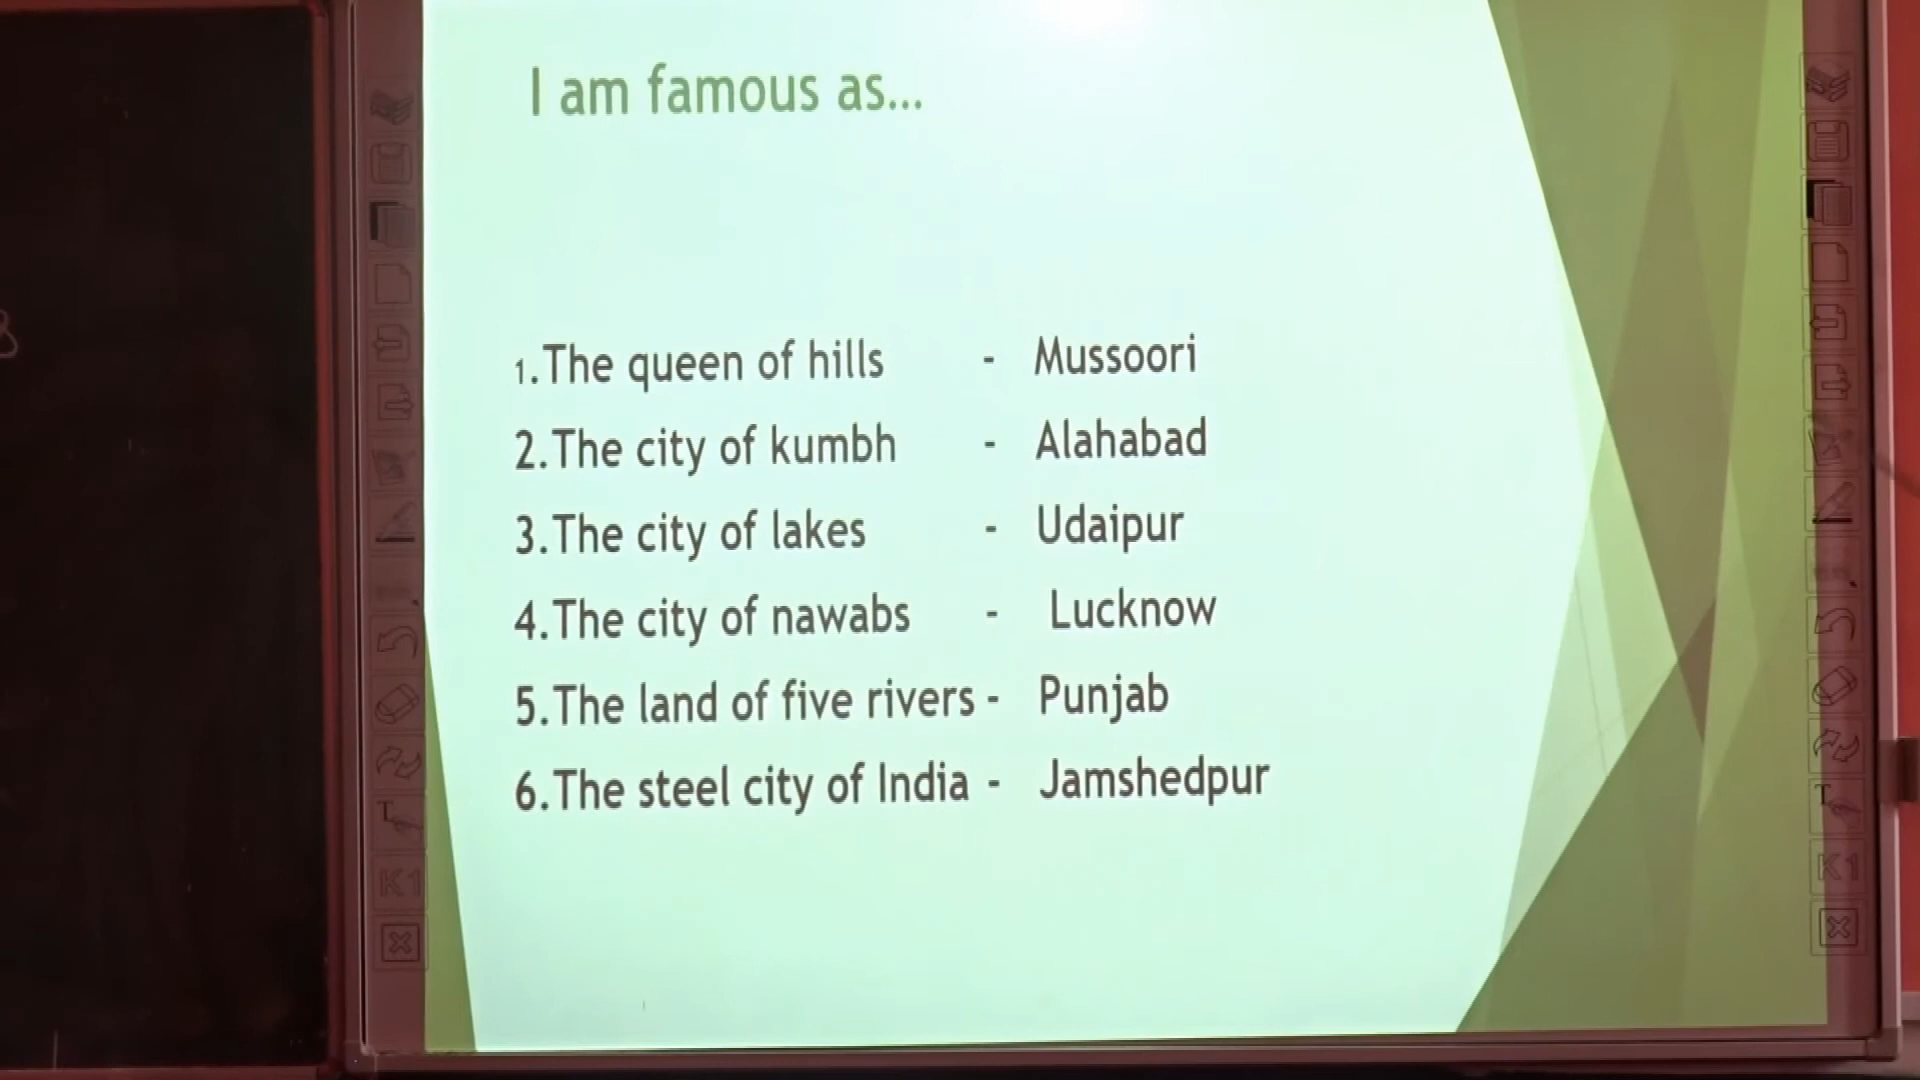 I am famous as...
1.The queen of hills - Mussoori
2.The city of kumbh - Alahabad
3.The city of lakes - Udaipur
4.The city of nawabs - Lucknow
5.The land of five rivers - Punjab
6.The steel city of India - Jamshedpur
T
T
K1
K1